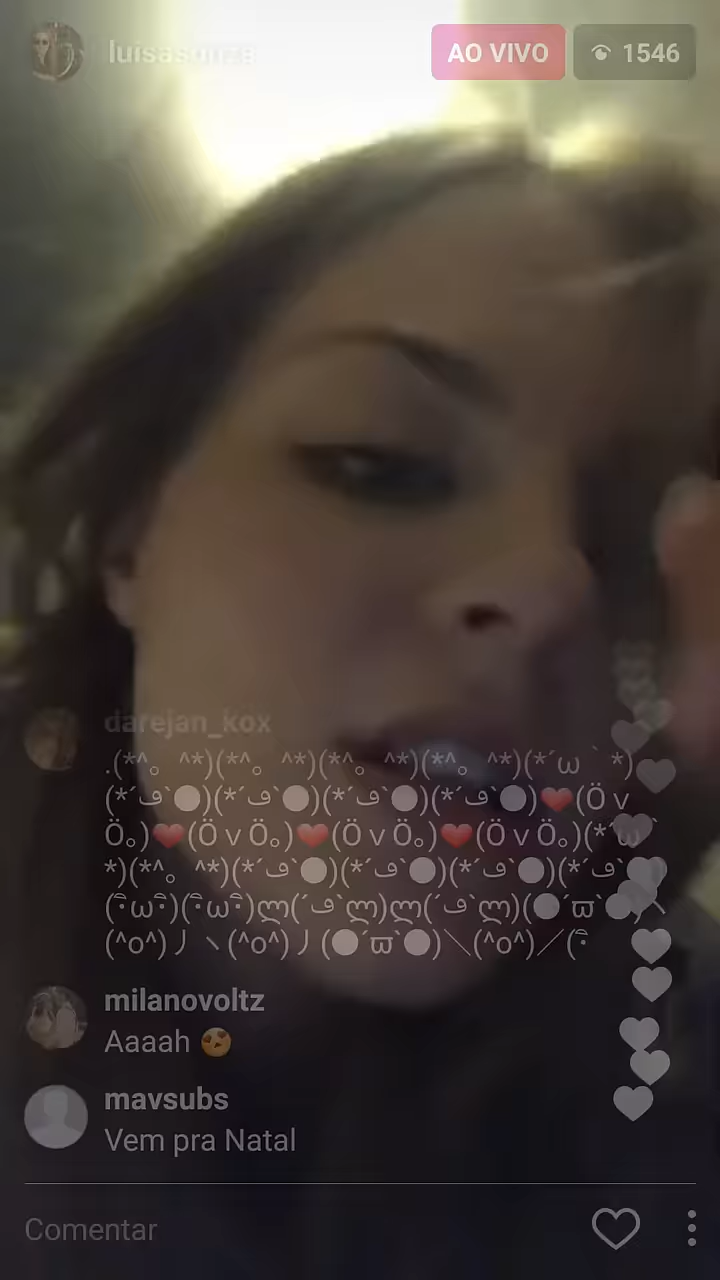 luisasonza
AO VIVO
1546
darejan_kox
.(*^。^*)(*^。^*)(*^。^*)(*^。^*)(*´ω｀*)
(*´ڡ`●)(*´ڡ`●)(*´ڡ`●)(*´ڡ`●)❤️(Ö v
Ö｡)❤️(Ö v Ö｡)❤️(Ö v Ö｡)❤️(Ö v Ö｡)(*´ω｀
*)(*^。^*)(*´ڡ`●)(*´ڡ`●)(*´ڡ`●)(*´ڡ`
milanovoltz
Aaaah 😍
mavsubs
Vem pra Natal
Comentar